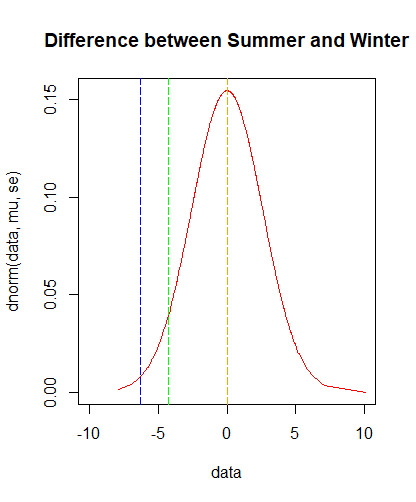 Difference between Summer and Winter
dnorm(data, mu, se)
0.15
0.10
0.05
0.00
-10 -5 0 5 10
data